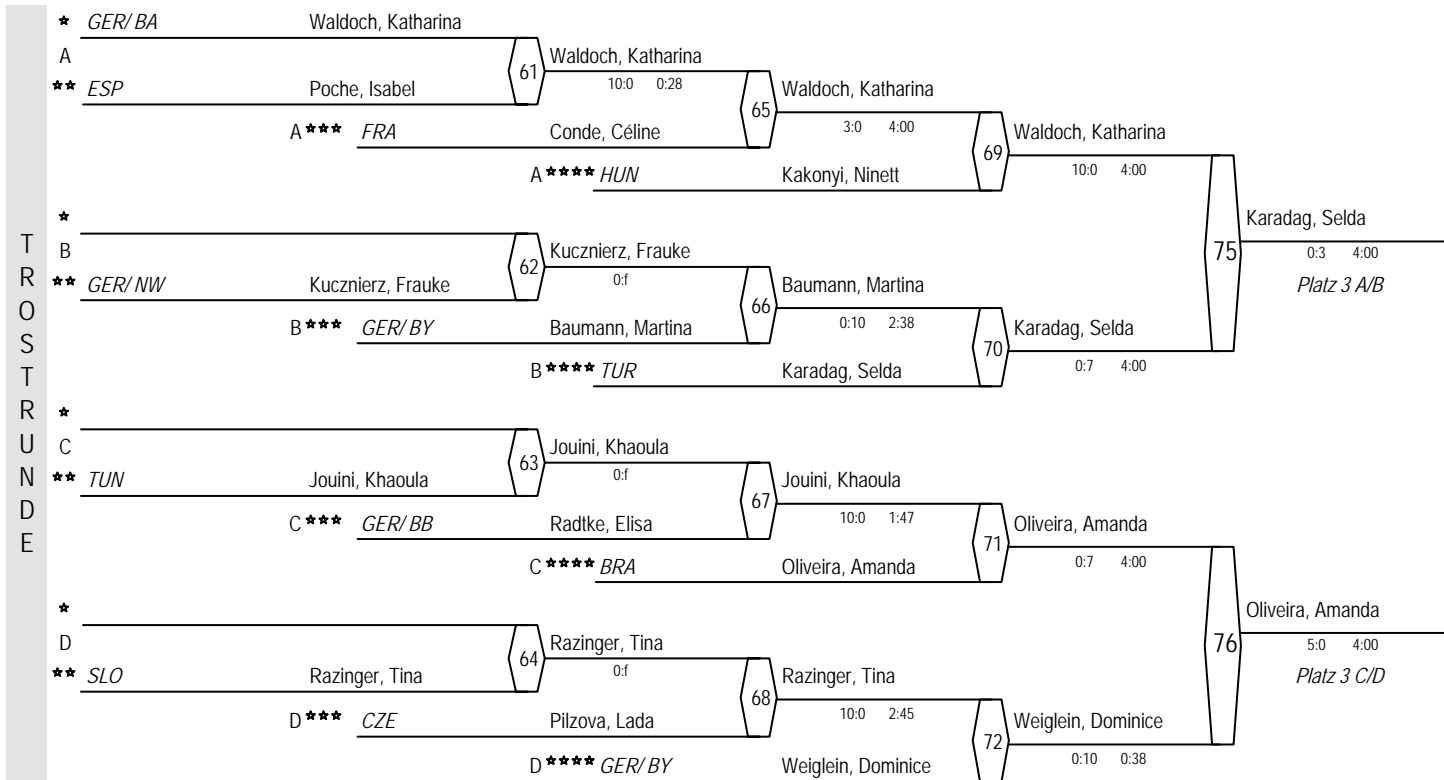 ★ GER/BA Waldoch, Katharina
A
★★ ESP Poche, Isabel
61 Waldoch, Katharina
10:0 0:28
A ★★★ FRA Conde, Céline
65 Waldoch, Katharina
3:0 4:00
A ★★★★ HUN Kakonyi, Ninett
69 Waldoch, Katharina
10:0 4:00
★
B
★★ GER/NW Kucznierz, Frauke
62 Kucznierz, Frauke
0:f
B ★★★ GER/BY Baumann, Martina
66 Baumann, Martina
0:10 2:38
B ★★★★ TUR Karadag, Selda
70 Karadag, Selda
0:7 4:00
75 Karadag, Selda
0:3 4:00
Platz 3 A/B
TROSTRUNDE
★
C
★★ TUN Jouini, Khaoula
63 Jouini, Khaoula
0:f
C ★★★ GER/BB Radtke, Elisa
67 Jouini, Khaoula
10:0 1:47
C ★★★★ BRA Oliveira, Amanda
71 Oliveira, Amanda
0:7 4:00
★
D
★★ SLO Razinger, Tina
64 Razinger, Tina
0:f
D ★★★ CZE Pilzova, Lada
68 Razinger, Tina
10:0 2:45
D ★★★★ GER/BY Weiglein, Dominice
72 Weiglein, Dominice
0:10 0:38
76 Oliveira, Amanda
5:0 4:00
Platz 3 C/D